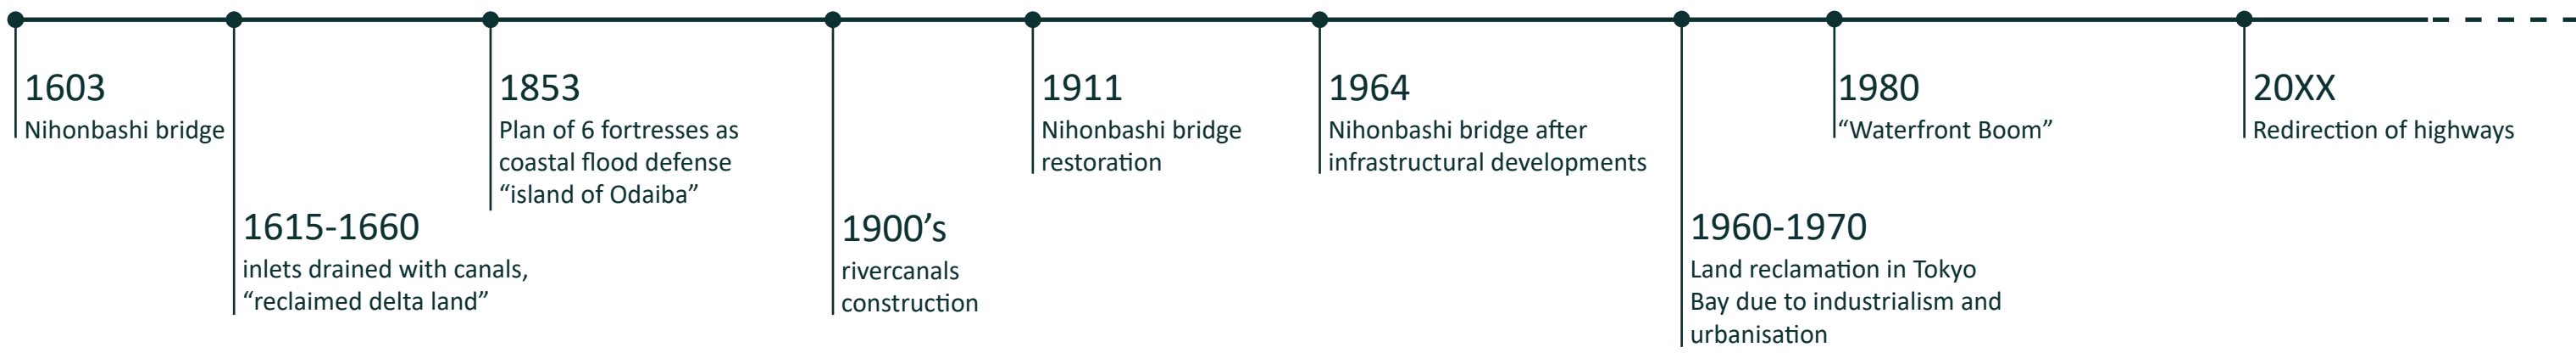 1603
Nihonbashi bridge
1615-1660
inlets drained with canals,
“reclaimed delta land”
1853
Plan of 6 fortresses as
coastal flood defense
“island of Odaiba”
1900’s
rivercanals
construction
1911
Nihonbashi bridge
restoration
1964
Nihonbashi bridge after
infrastructural developments
1960-1970
Land reclamation in Tokyo
Bay due to industrialism and
urbanisation
1980
“Waterfront Boom”
20XX
Redirection of highways